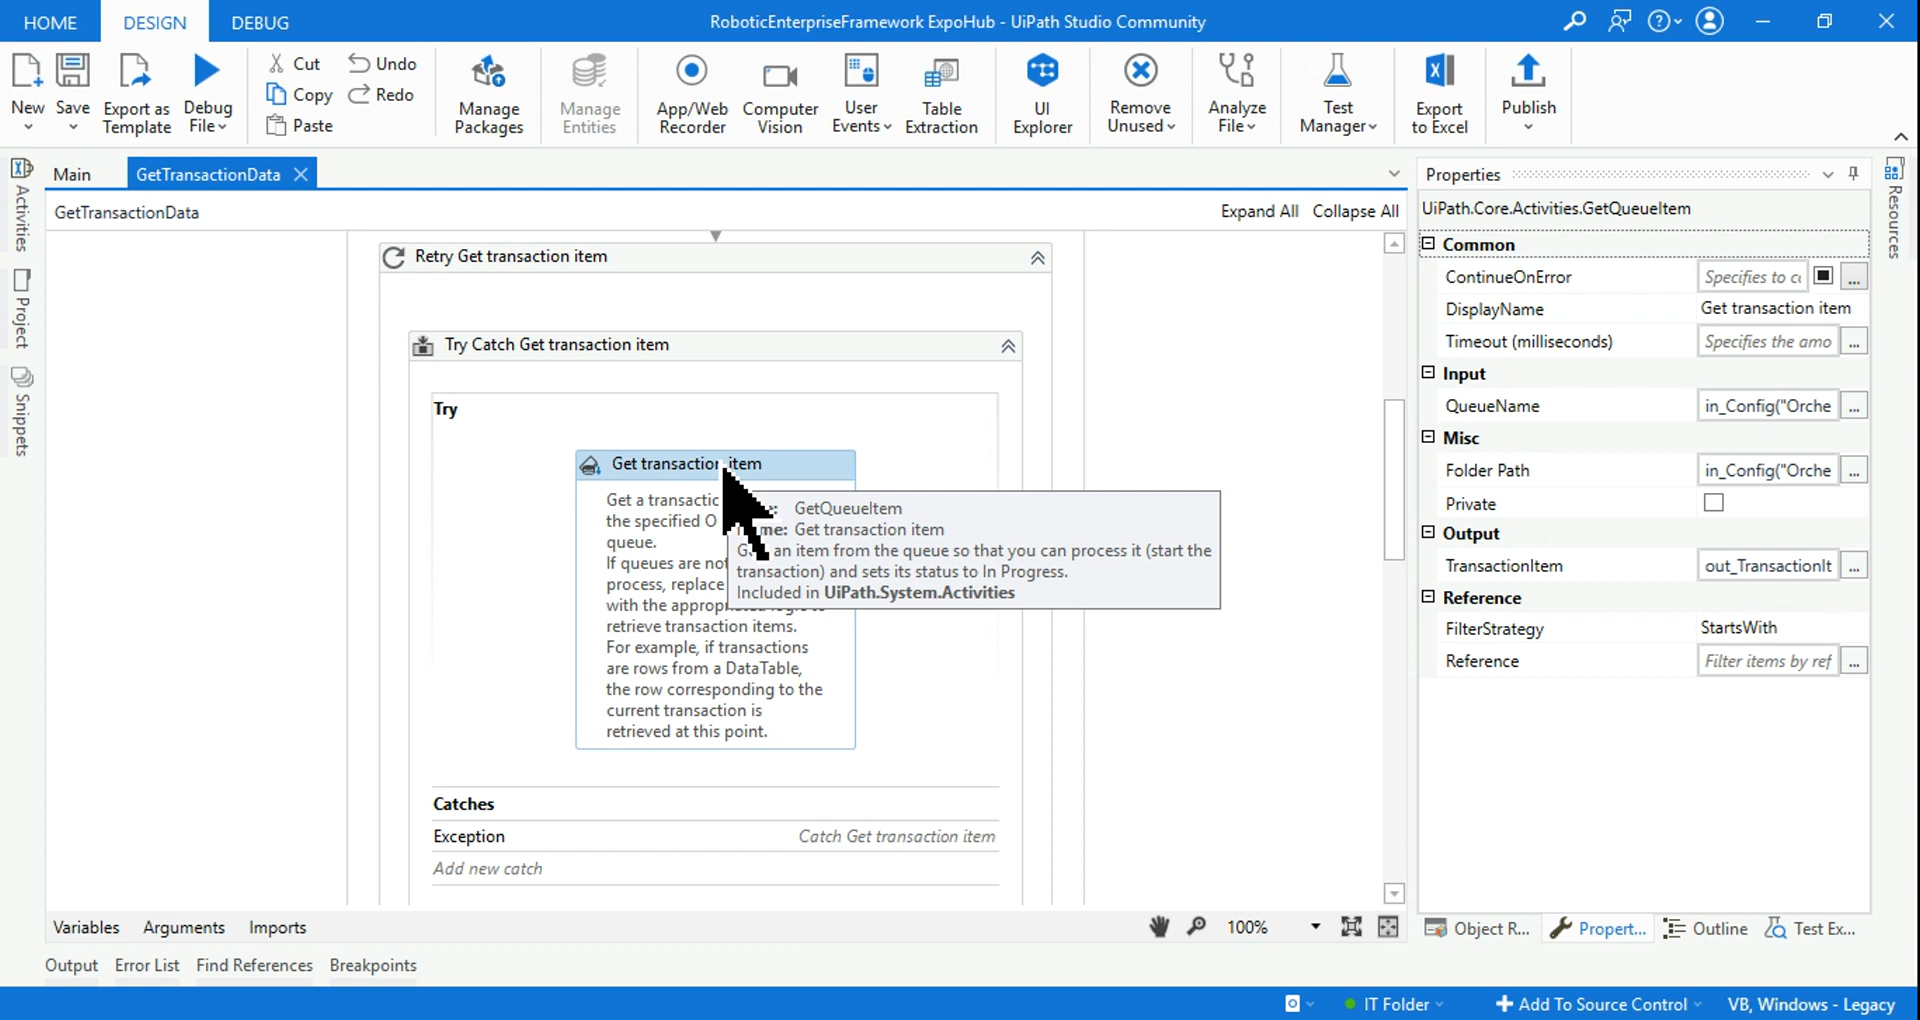 HOME DESIGN DEBUG RoboticEnterpriseFramework ExpoHub - UiPath Studio Community
New Save Export as Template Debug File
Cut Undo
Copy Redo
Paste
Manage Packages
Manage Entities
App/Web Recorder
Computer Vision
User Events
Table Extraction
UI Explorer
Remove Unused
Analyze File
Test Manager
Export to Excel
Publish
Activities
Project
Snippets
Main GetTransactionData
GetTransactionData Expand All Collapse All
Retry Get transaction item
Try Catch Get transaction item
Try
Get transaction item
Get a transactic
the specified O
queue.
If queues are not
process, replace
with the
retrieve transaction items.
For example, if transactions
are rows from a DataTable,
the row corresponding to the
current transaction is
retrieved at this point.
GetQueueItem
Get transaction item
an item from the queue so that you can process it (start the
transaction) and sets its status to In Progress.
Included in UiPath.System.Activities
Catches
Exception Catch Get transaction item
Add new catch
Variables Arguments Imports 100%
Output Error List Find References Breakpoints
Properties
UiPath.Core.Activities.GetQueueItem
Common
ContinueOnError Specifies to co ...
DisplayName Get transaction item
Timeout (milliseconds) Specifies the amo ...
Input
QueueName in_Config("Orche ...
Misc
Folder Path in_Config("Orche ...
Private
Output
TransactionItem out_TransactionIt ...
Reference
FilterStrategy StartsWith
Reference Filter items by ref ...
Object R... Propert... Outline Test Ex...
Resources
IT Folder Add To Source Control VB, Windows - Legacy